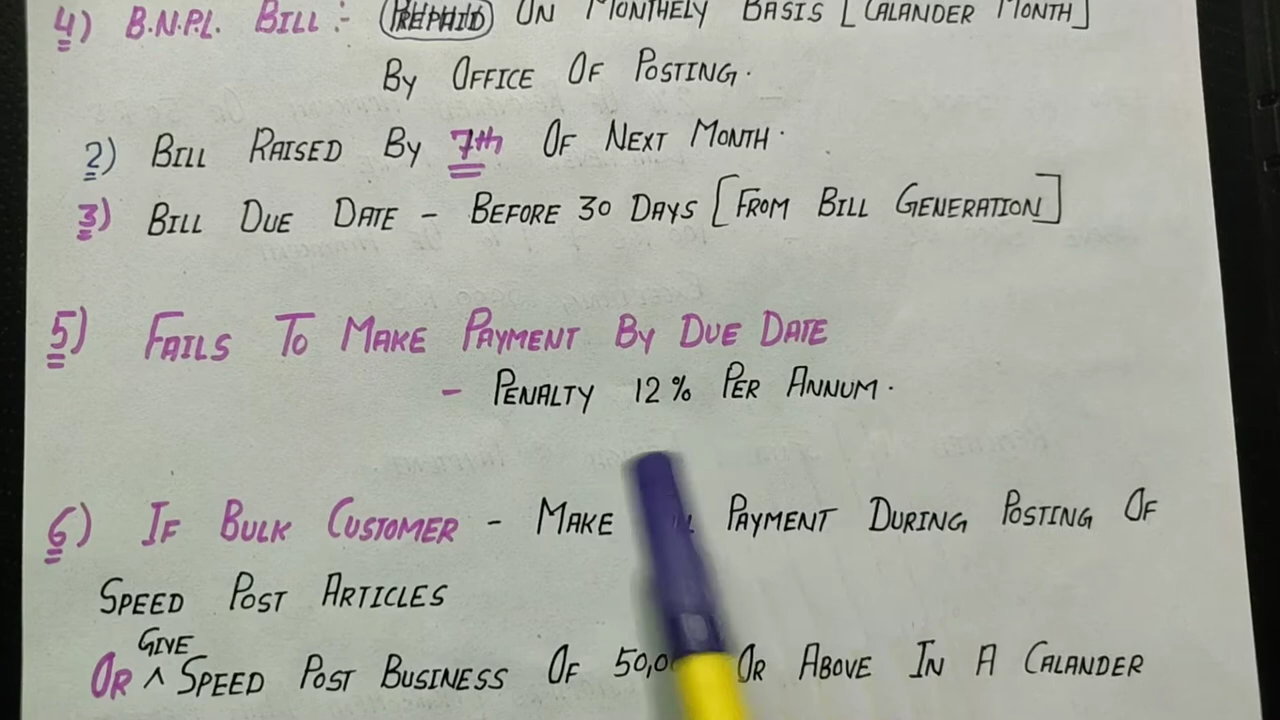 4) B.N.P.L. BILL :- PREPAID ON MONTHELY BASIS [CALANDER MONTH]
BY OFFICE OF POSTING.
2) BILL RAISED BY 7th OF NEXT MONTH.
3) BILL DUE DATE - BEFORE 30 DAYS [FROM BILL GENERATION]
5) FAILS TO MAKE PAYMENT BY DUE DATE
- PENALTY 12% PER ANNUM.
6) IF BULK CUSTOMER - MAKE PAYMENT DURING POSTING OF
SPEED POST ARTICLES
GIVE
OR ^ SPEED POST BUSINESS OF OR ABOVE IN A CALANDER